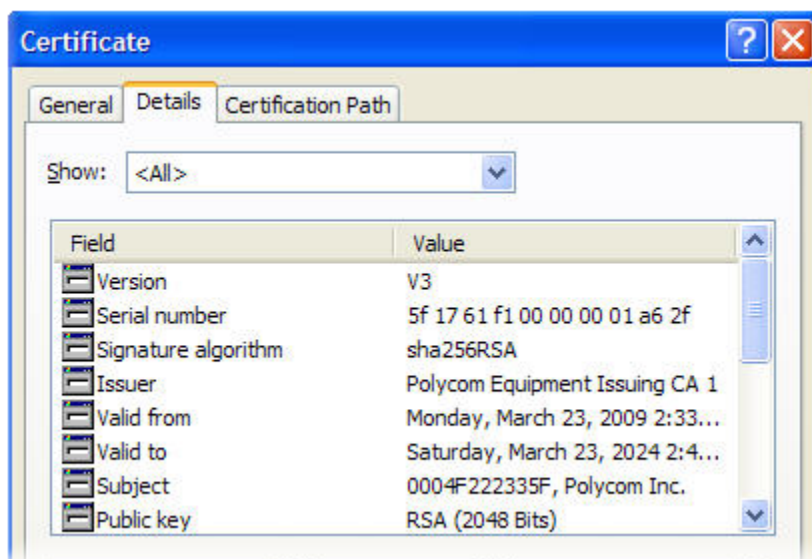 Certificate
General Details Certification Path
Show: <All>
Field Value
Version V3
Serial number 5f 17 61 f1 00 00 00 01 a6 2f
Signature algorithm sha256RSA
Issuer Polycom Equipment Issuing CA 1
Valid from Monday, March 23, 2009 2:33...
Valid to Saturday, March 23, 2024 2:4...
Subject 0004F222335F, Polycom Inc.
Public key RSA (2048 Bits)